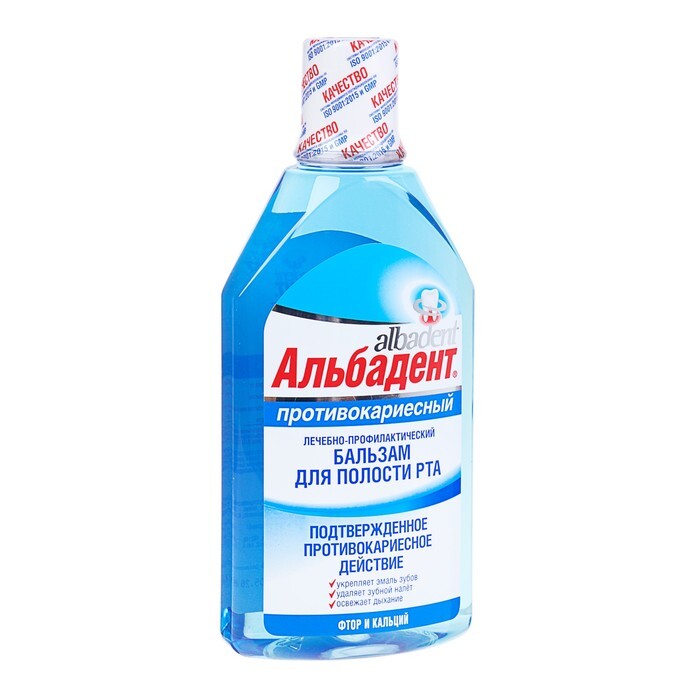 КАЧЕСТВО
ISO 9001:2015 и GMP
КАЧЕСТВО
ISO 9001:2015 и GMP
КАЧЕСТВО
albadent
Альбадент®
противокариесный
ЛЕЧЕБНО-ПРОФИЛАКТИЧЕСКИЙ
БАЛЬЗАМ
ДЛЯ ПОЛОСТИ РТА
ПОДТВЕРЖДЕННОЕ
ПРОТИВОКАРИЕСНОЕ
ДЕЙСТВИЕ
✓укрепляет эмаль зубов
✓удаляет зубной налёт
✓освежает дыхание
ФТОР И КАЛЬЦИЙ